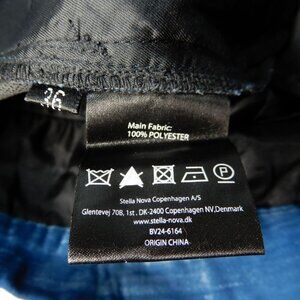 36
Main Fabric:
100% POLYESTER
P
Stella Nova Copenhagen A/S
Glentevej 70B, 1st., DK-2400 Copenhagen NV, Denmark
www.stella-nova.dk
BV24-6164
ORIGIN CHINA